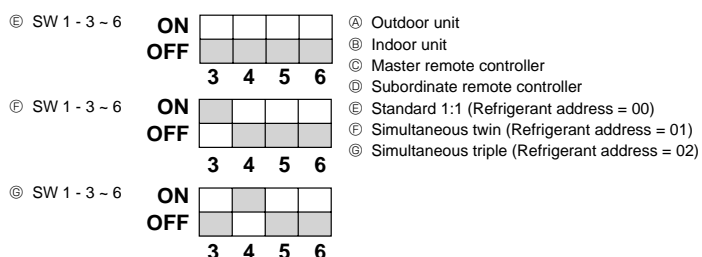 Ⓔ SW 1 - 3 ~ 6
ON
OFF
3 4 5 6
Ⓕ SW 1 - 3 ~ 6
ON
OFF
3 4 5 6
Ⓖ SW 1 - 3 ~ 6
ON
OFF
3 4 5 6
Ⓐ Outdoor unit
Ⓑ Indoor unit
Ⓒ Master remote controller
Ⓓ Subordinate remote controller
Ⓔ Standard 1:1 (Refrigerant address = 00)
Ⓕ Simultaneous twin (Refrigerant address = 01)
Ⓖ Simultaneous triple (Refrigerant address = 02)